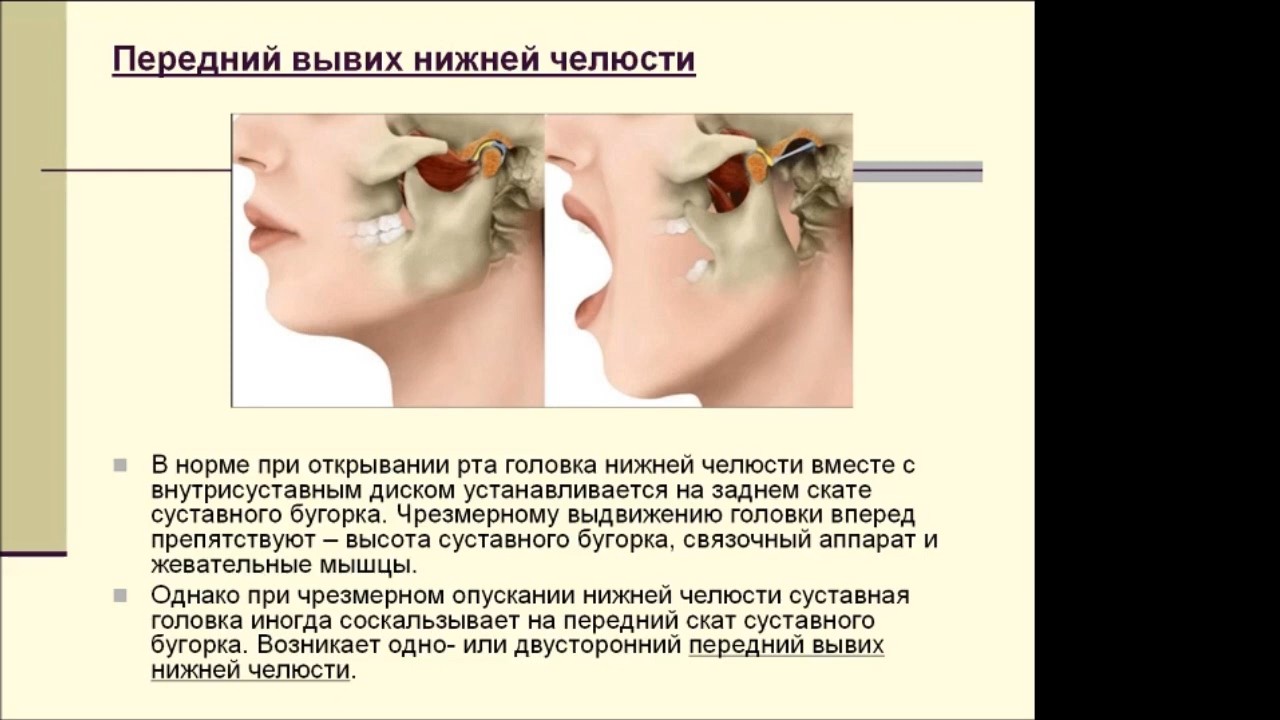 Передний вывих нижней челюсти
В норме при открывании рта головка нижней челюсти вместе с
внутрисуставным диском устанавливается на заднем скате
суставного бугорка. Чрезмерному выдвижению головки вперед
препятствуют – высота суставного бугорка, связочный аппарат и
жевательные мышцы.
Однако при чрезмерном опускании нижней челюсти суставная
головка иногда соскальзывает на передний скат суставного
бугорка. Возникает одно- или двусторонний передний вывих
нижней челюсти.